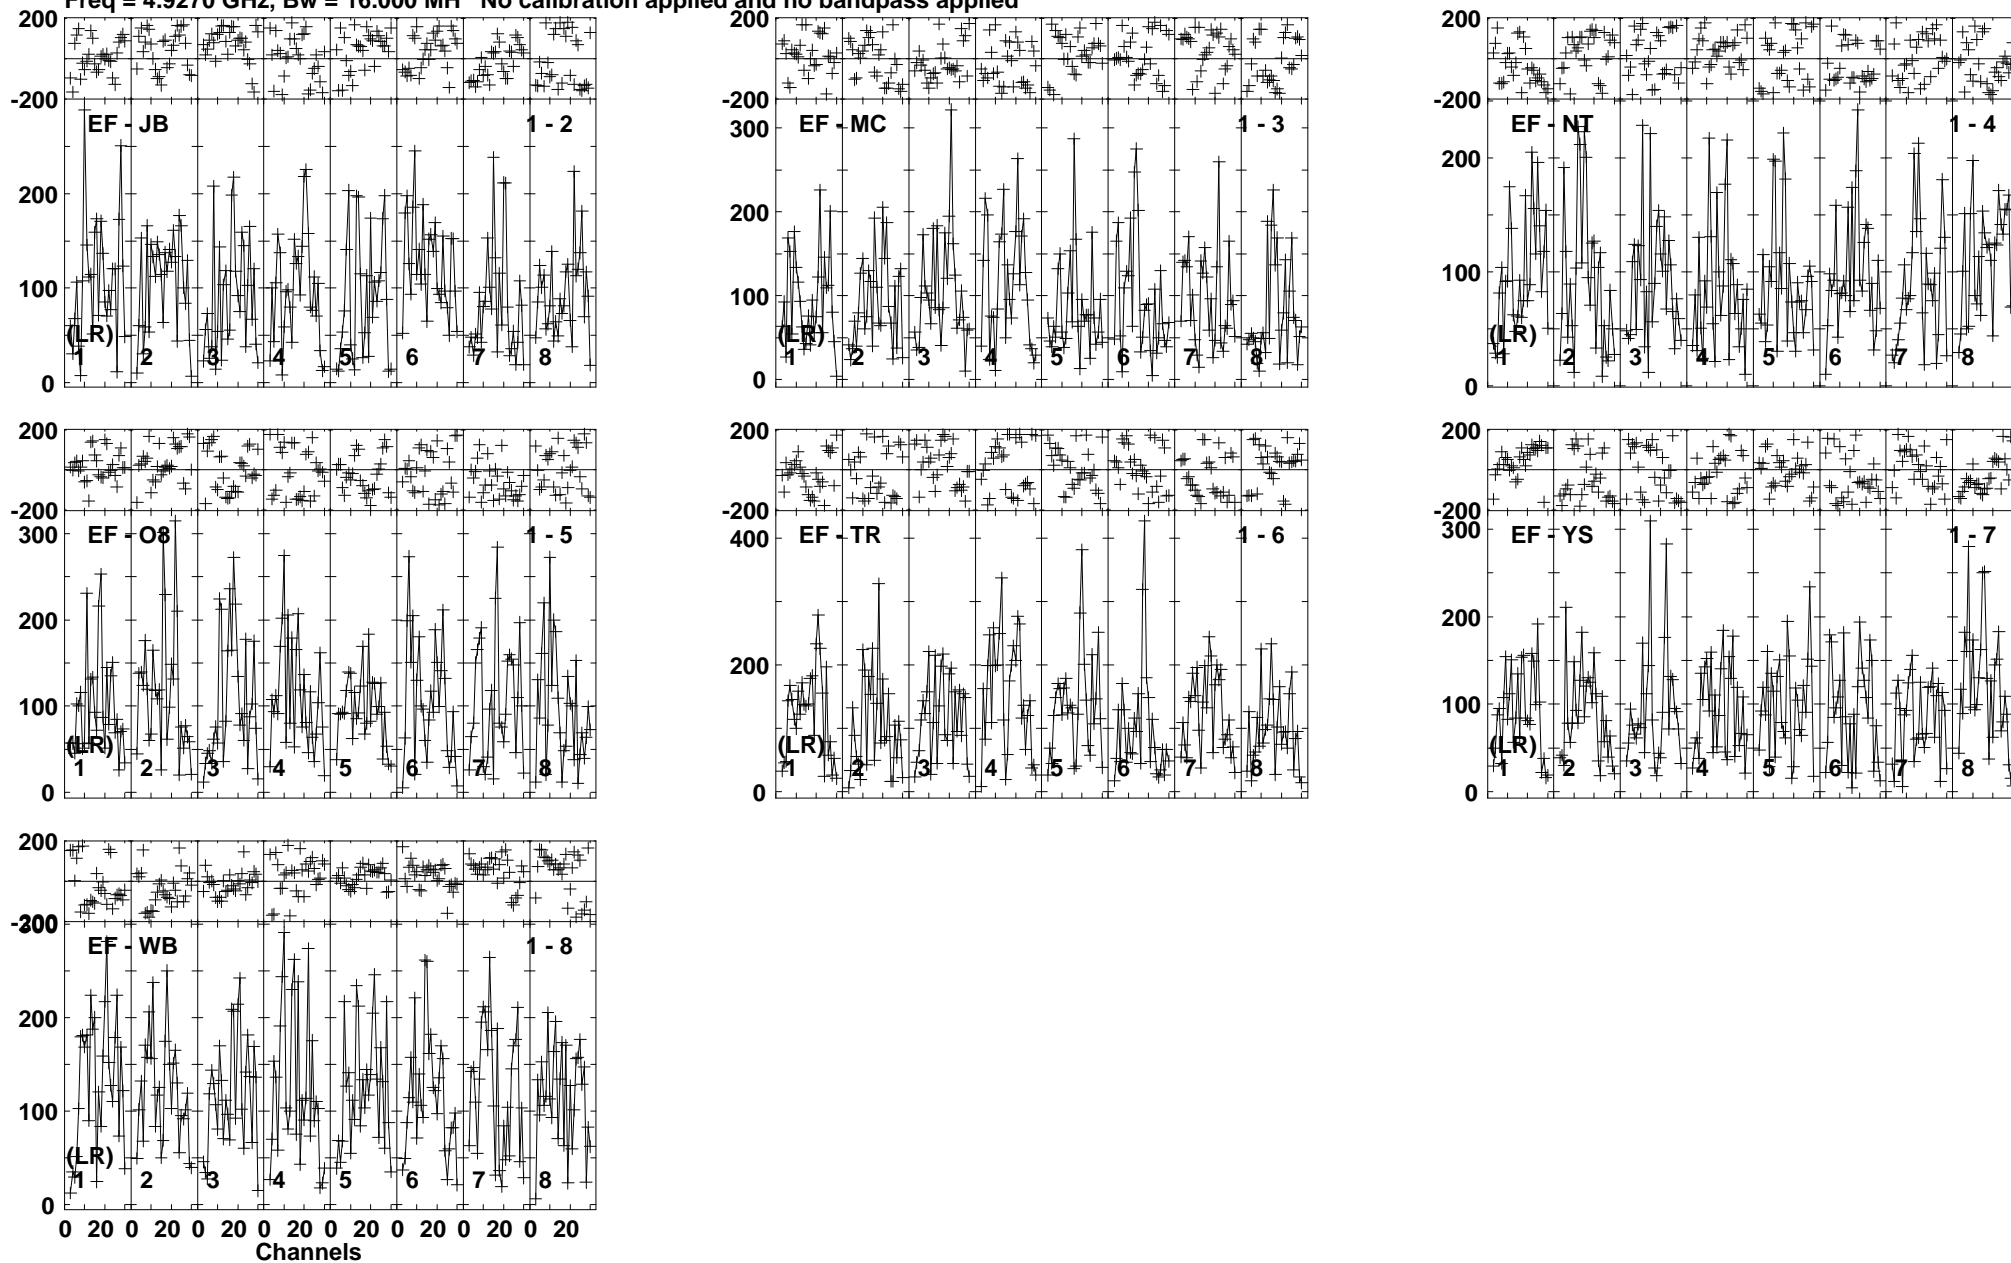 Freq = 4.9270 GHz, Bw = 16.000 MH No calibration applied and no bandpass applied
200
-200
EF - JB
1 - 2
200
100
0
(LR)
1 2 3 4 5 6 7 8
200
-200
EF - MC
1 - 3
300
200
100
0
(LR)
1 2 3 4 5 6 7 8
200
-200
EF - NT
1 - 4
200
100
0
(LR)
1 2 3 4 5 6 7 8
200
-200
EF - O8
1 - 5
300
200
100
0
(LR)
1 2 3 4 5 6 7 8
200
-200
EF - TR
1 - 6
400
200
0
(LR)
1 2 3 4 5 6 7 8
200
-200
EF - YS
1 - 7
300
200
100
0
(LR)
1 2 3 4 5 6 7 8
200
-200
300
EF - WB
1 - 8
200
100
0
(LR)
1 2 3 4 5 6 7 8
0 20 0 20 0 20 0 20 0 20 0 20 0 20 0 20
Channels